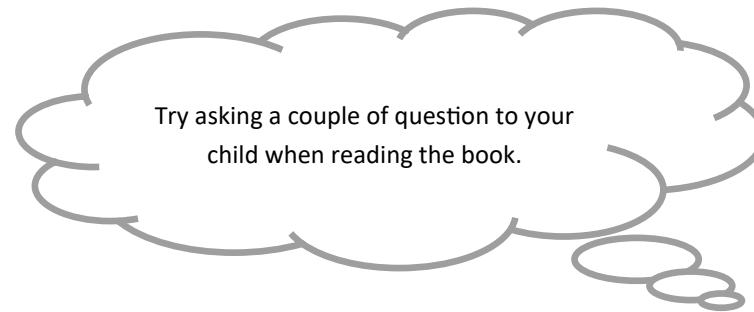 Try asking a couple of question to your
child when reading the book.